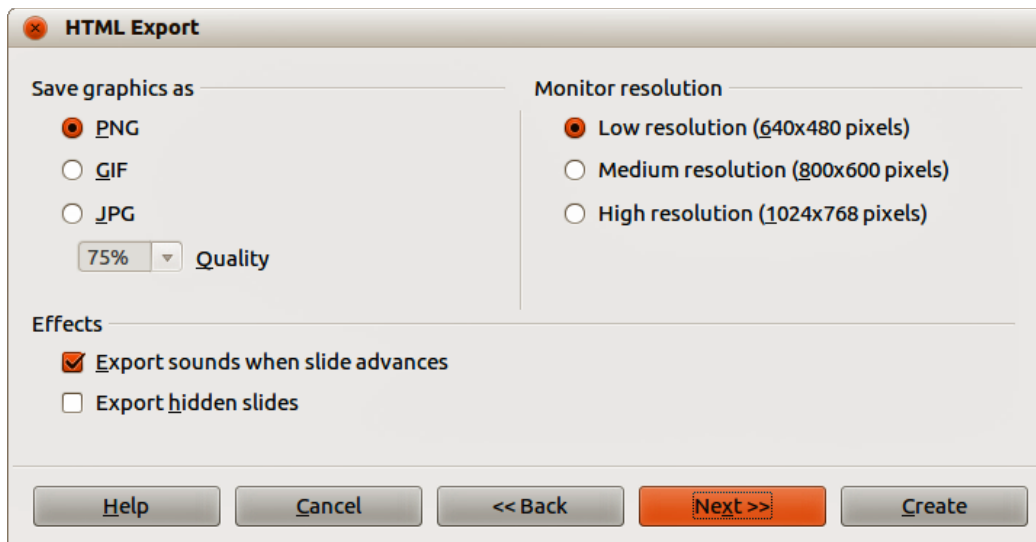 HTML Export
Save graphics as
PNG
GIF
JPG
75% Quality
Monitor resolution
Low resolution (640x480 pixels)
Medium resolution (800x600 pixels)
High resolution (1024x768 pixels)
Effects
Export sounds when slide advances
Export hidden slides
Help Cancel << Back Next >> Create